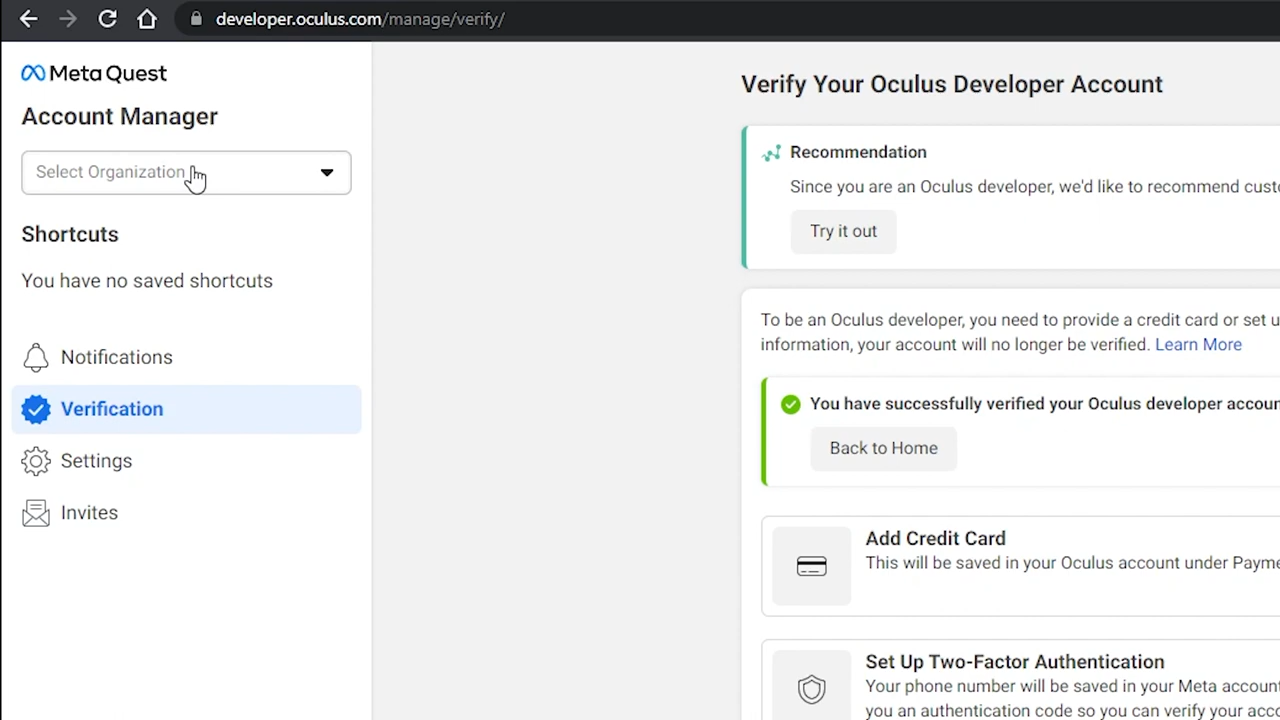 developer.oculus.com/manage/verify/
Meta Quest
Account Manager
Select Organization
Shortcuts
You have no saved shortcuts
Notifications
Verification
Settings
Invites
Verify Your Oculus Developer Account
Recommendation
Since you are an Oculus developer, we'd like to recommend
Try it out
To be an Oculus developer, you need to provide a credit card or set u
information, your account will no longer be verified. Learn More
You have successfully verified your Oculus developer accoun
Back to Home
Add Credit Card
This will be saved in your Oculus account under Payme
Set Up Two-Factor Authentication
Your phone number will be saved in your Meta account
you an authentication code so you can verify your acco